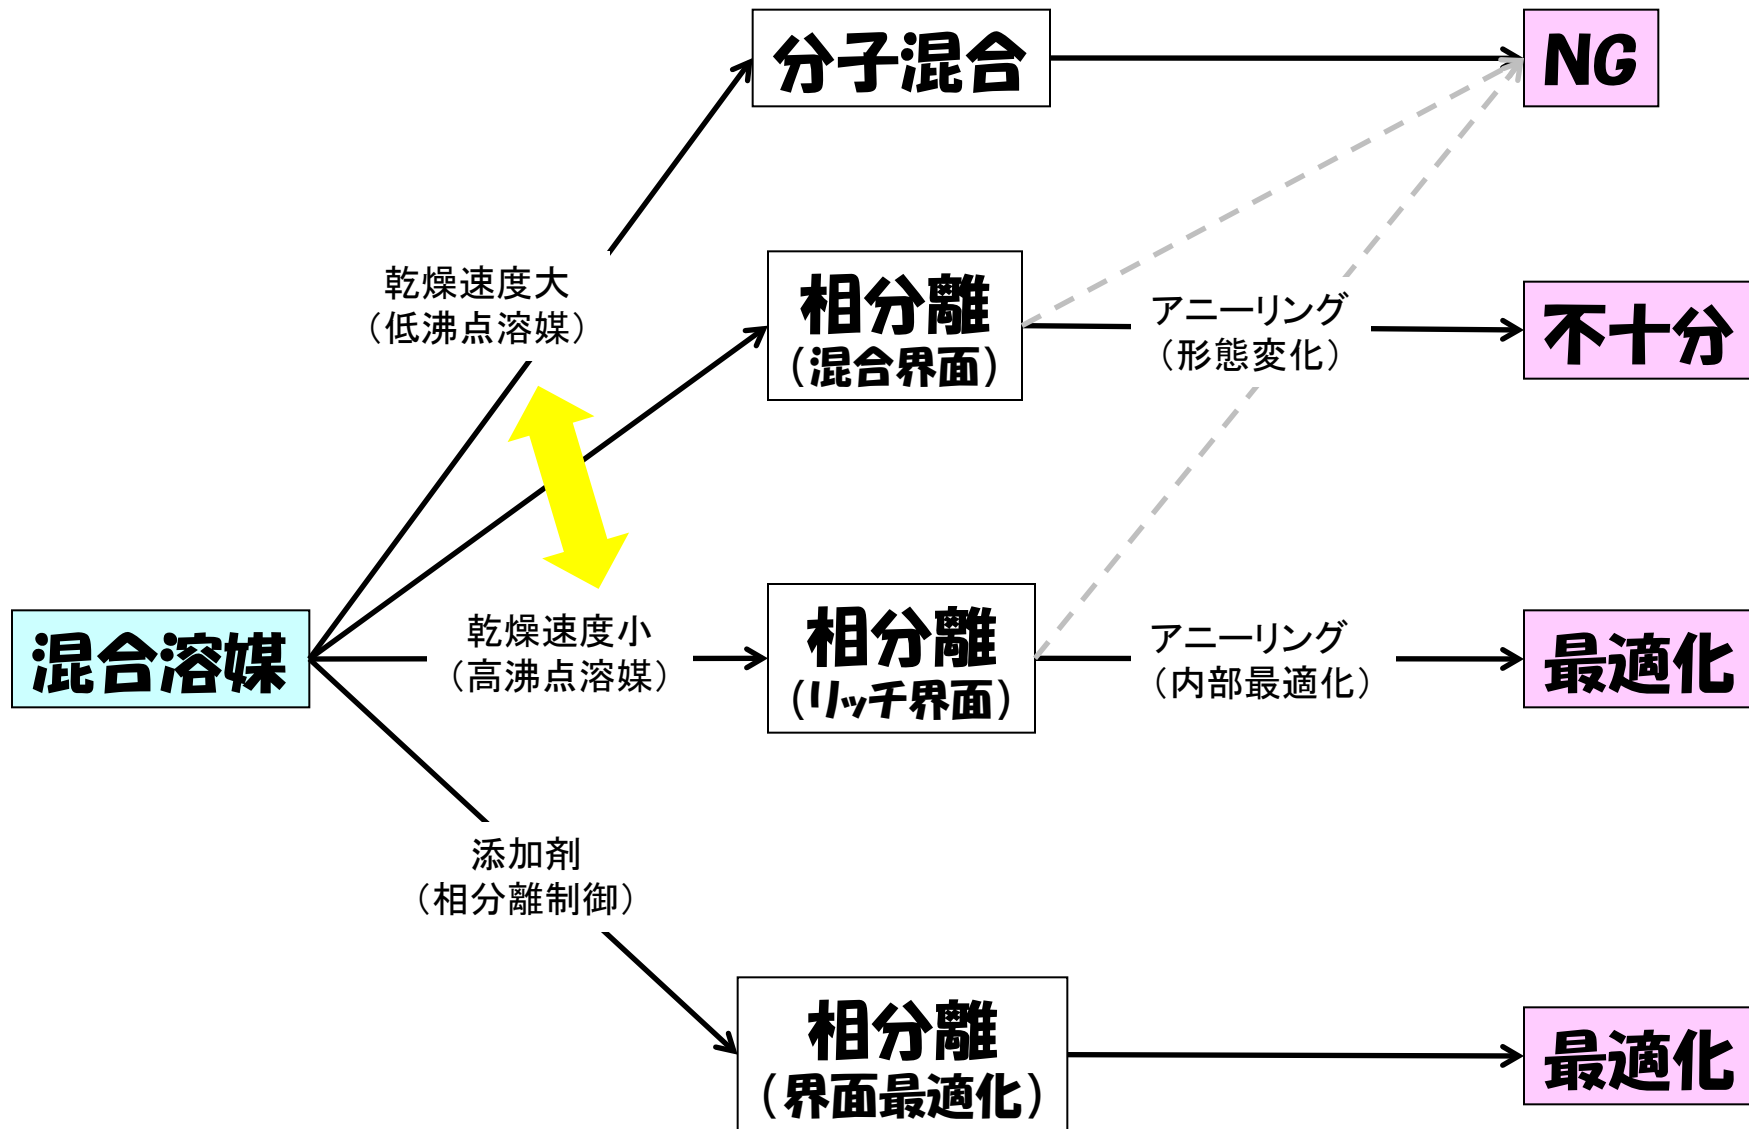 分子混合
NG
乾燥速度大
（低沸点溶媒）
相分離
（混合界面）
アニーリング
（形態変化）
不十分
混合溶媒
乾燥速度小
（高沸点溶媒）
相分離
（リッチ界面）
アニーリング
（内部最適化）
最適化
添加剤
（相分離制御）
相分離
（界面最適化）
最適化